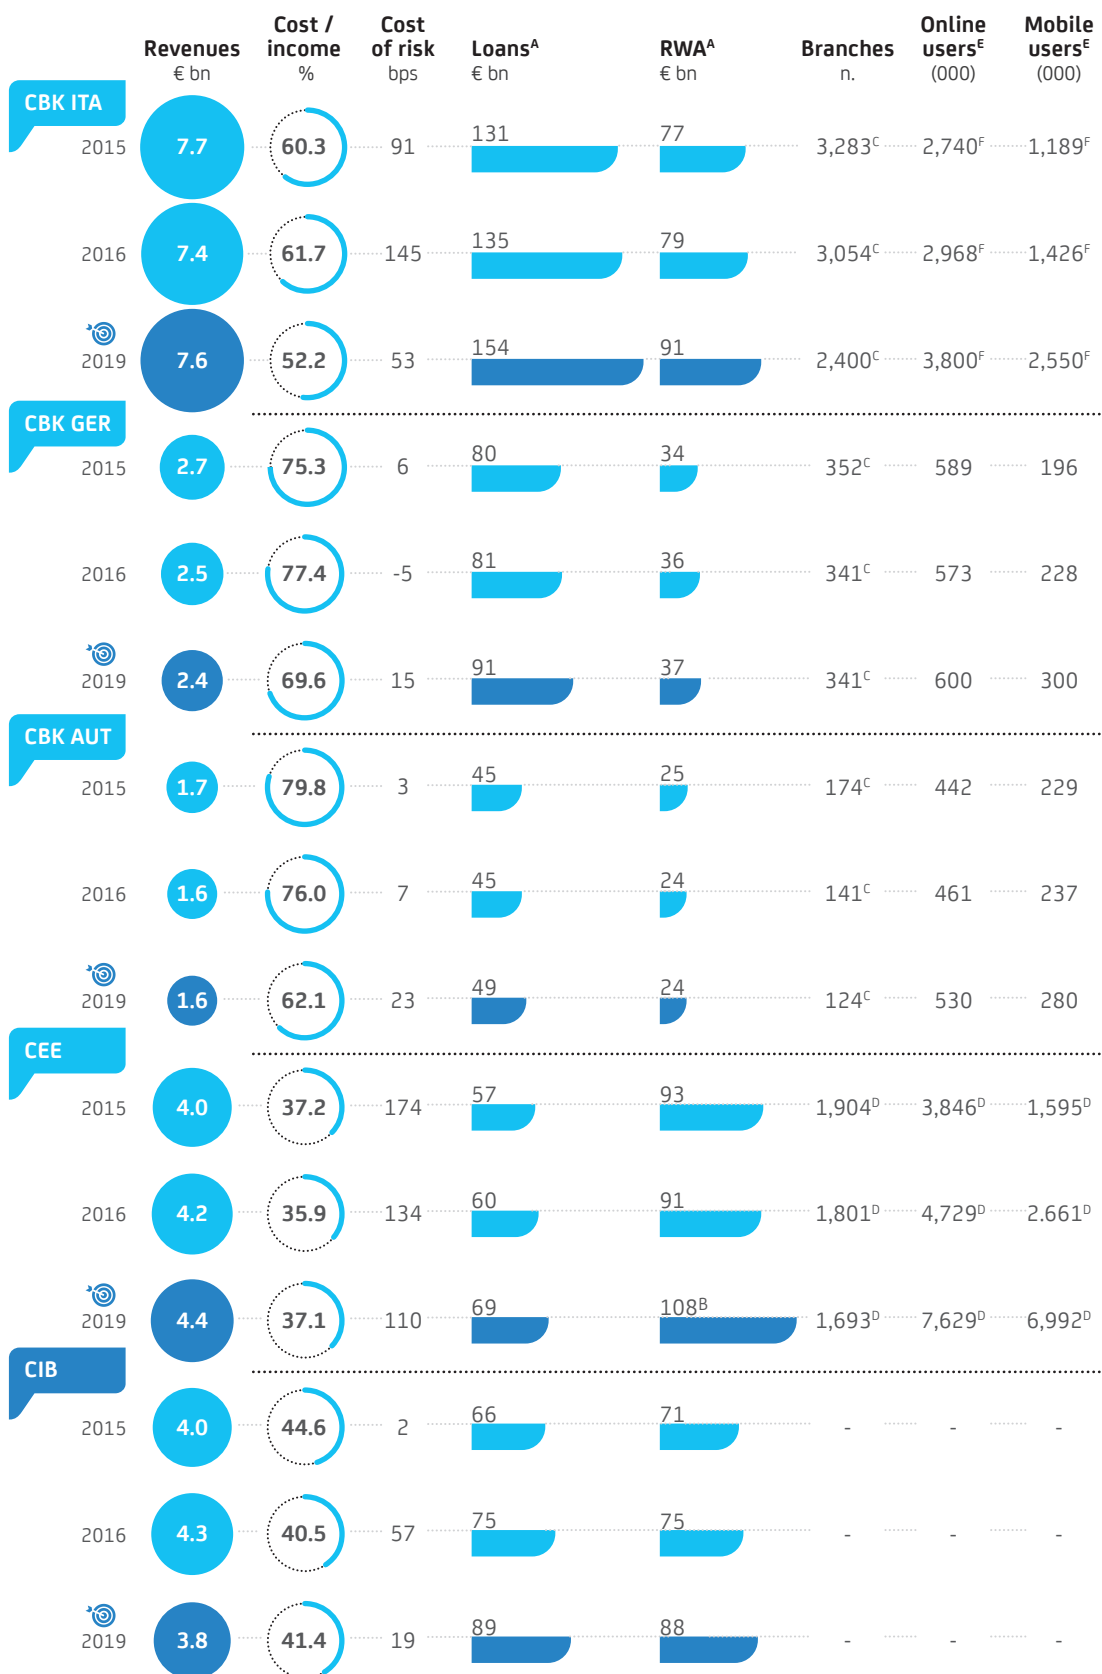 Revenues € bn Cost / income % Cost of risk bps Loansᴬ € bn RWAᴬ € bn Branches n. Online usersᴱ (000) Mobile usersᴱ (000)
CBK ITA
2015 7.7 60.3 91 131 77 3,283ᶜ 2,740ᶠ 1,189ᶠ
2016 7.4 61.7 145 135 79 3,054ᶜ 2,968ᶠ 1,426ᶠ
2019 7.6 52.2 53 154 91 2,400ᶜ 3,800ᶠ 2,550ᶠ
CBK GER
2015 2.7 75.3 6 80 34 352ᶜ 589 196
2016 2.5 77.4 -5 81 36 341ᶜ 573 228
2019 2.4 69.6 15 91 37 341ᶜ 600 300
CBK AUT
2015 1.7 79.8 3 45 25 174ᶜ 442 229
2016 1.6 76.0 7 45 24 141ᶜ 461 237
2019 1.6 62.1 23 49 24 124ᶜ 530 280
CEE
2015 4.0 37.2 174 57 93 1,904ᴰ 3,846ᴰ 1,595ᴰ
2016 4.2 35.9 134 60 91 1,801ᴰ 4,729ᴰ 2.661ᴰ
2019 4.4 37.1 110 69 108ᴮ 1,693ᴰ 7,629ᴰ 6,992ᴰ
CIB
2015 4.0 44.6 2 66 71 - - -
2016 4.3 40.5 57 75 75 - - -
2019 3.8 41.4 19 89 88 - - -